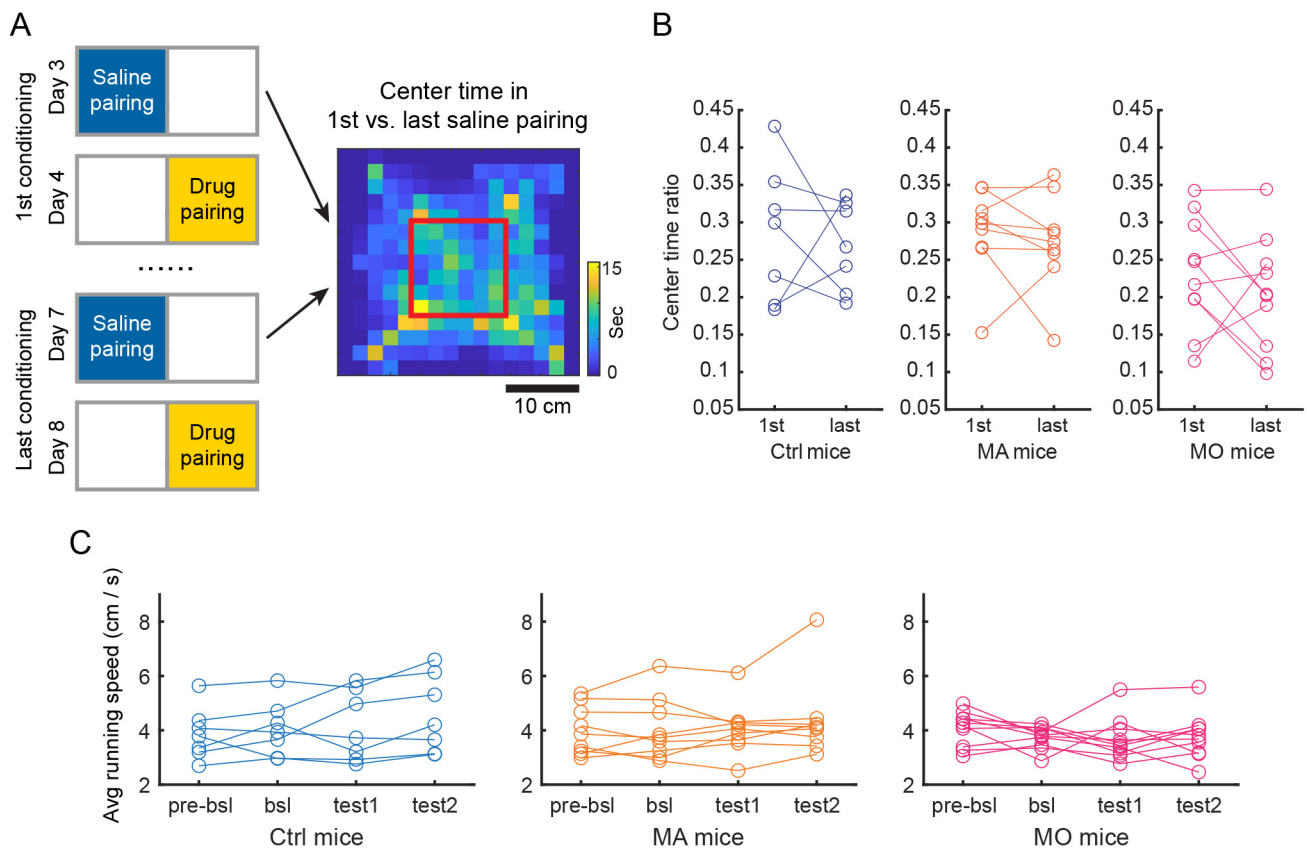 A
1st conditioning
Day 3
Saline
pairing
Day 4
Drug
pairing
......
Last conditioning
Day 7
Saline
pairing
Day 8
Drug
pairing
Center time in
1st vs. last saline pairing
15
Sec
0
10 cm
B
Center time ratio
0.45
0.4
0.35
0.3
0.25
0.2
0.15
0.1
0.05
1st last
Ctrl mice
0.45
0.4
0.35
0.3
0.25
0.2
0.15
0.1
0.05
1st last
MA mice
0.45
0.4
0.35
0.3
0.25
0.2
0.15
0.1
0.05
1st last
MO mice
C
Avg running speed (cm / s)
8
6
4
2
pre-bsl bsl test1 test2
Ctrl mice
8
6
4
2
pre-bsl bsl test1 test2
MA mice
8
6
4
2
pre-bsl bsl test1 test2
MO mice